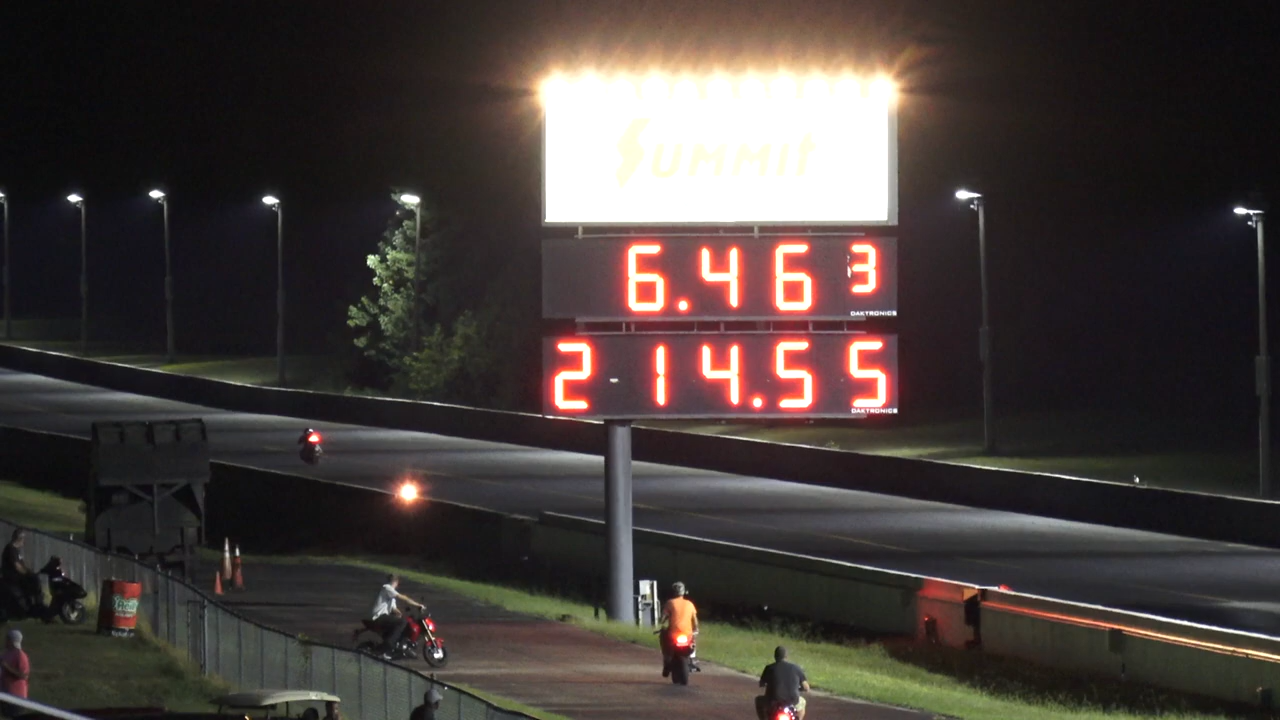 SUMMIT
6.463
DAKTRONICS
214.55
DAKTRONICS